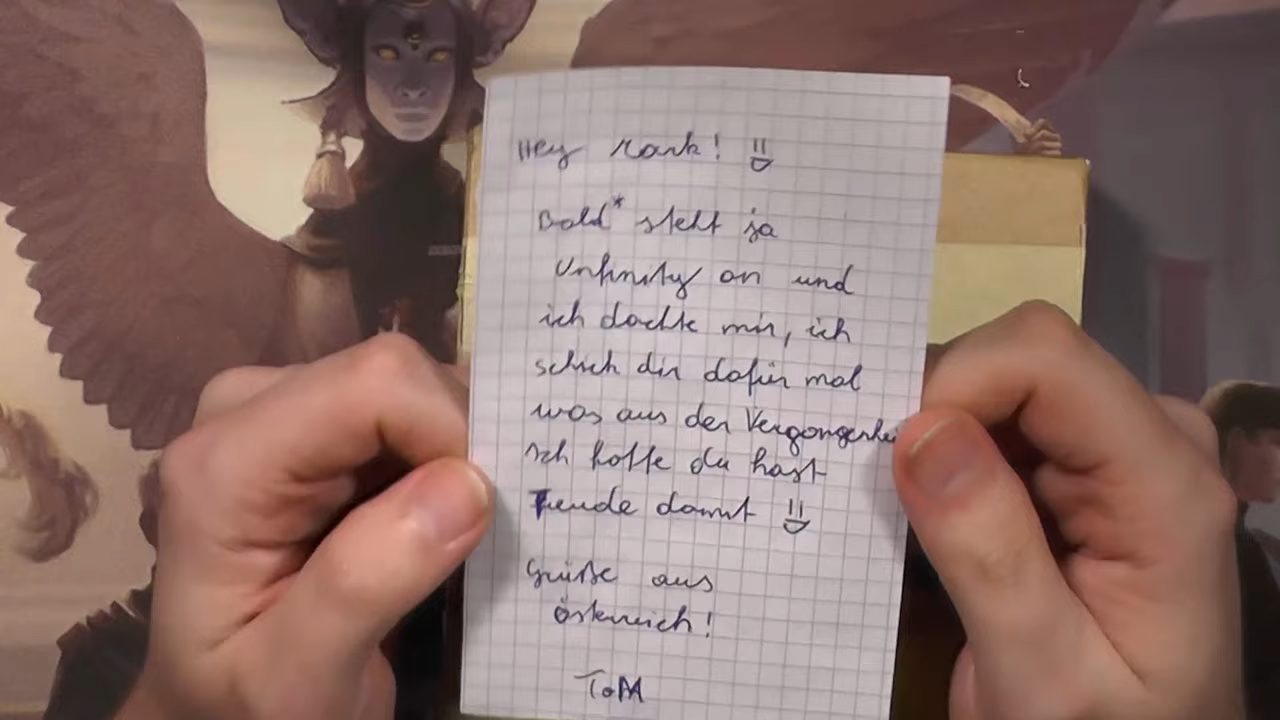 Hey Mark!
Bald* steht ja
Unfinity an und
ich dachte mir, ich
schick dir dafür mal
was aus der Vergangenhei
Ich hoffe du hast
Freude damit
Grüße aus
Österreich!
ToM